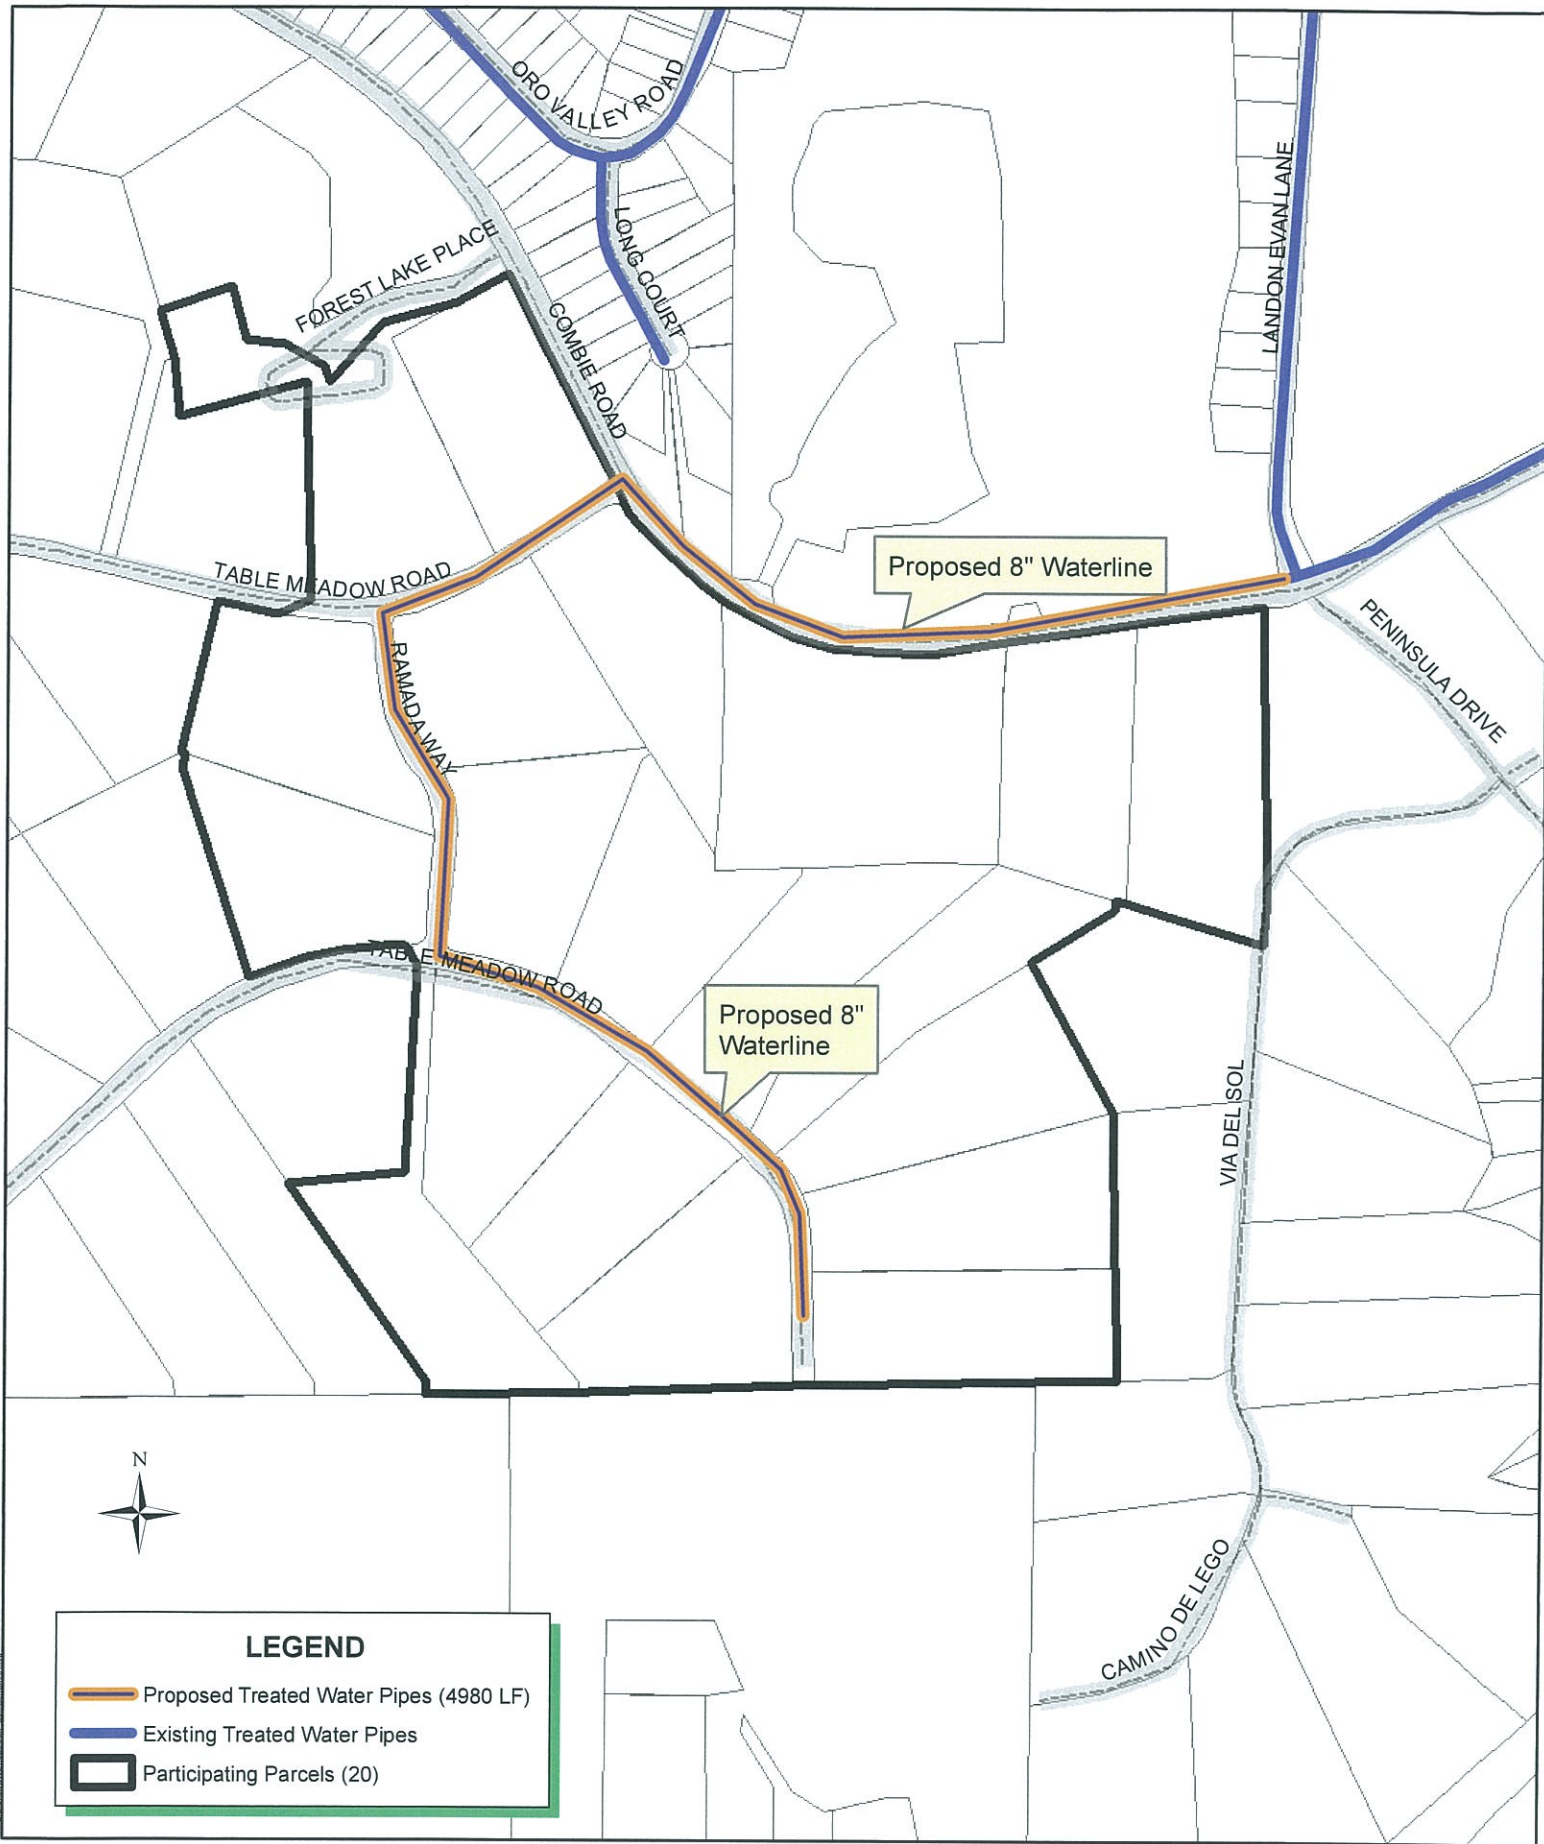 ORO VALLEY ROAD
LONG COURT
LANDON EVAN LANE
FOREST LAKE PLACE
COMBIE ROAD
TABLE MEADOW ROAD
Proposed 8" Waterline
RAMADA WAY
PENINSULA DRIVE
TABLE MEADOW ROAD
Proposed 8"
Waterline
VIA DEL SOL
N
CAMINO DE LEGO
LEGEND
Proposed Treated Water Pipes (4980 LF)
Existing Treated Water Pipes
Participating Parcels (20)